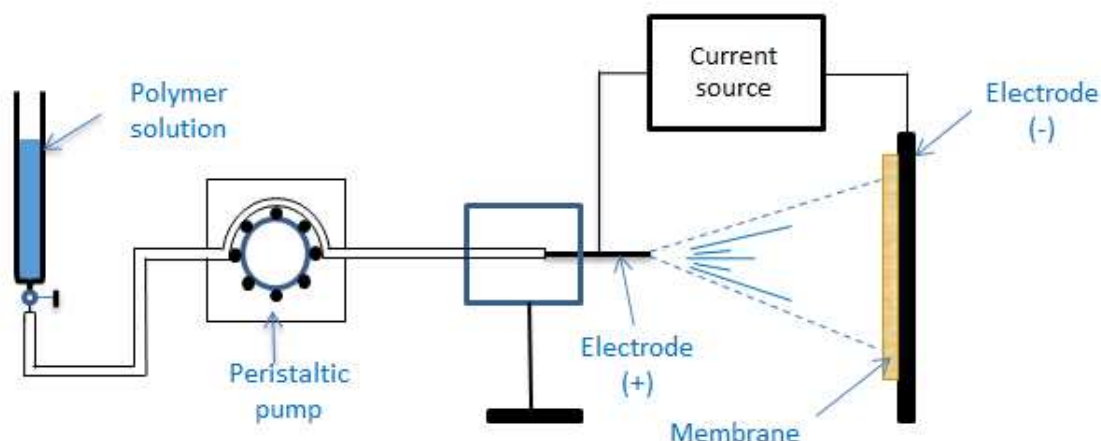 Polymer
solution
Current
source
Electrode
(-)
Peristaltic
pump
Electrode
(+)
Membrane